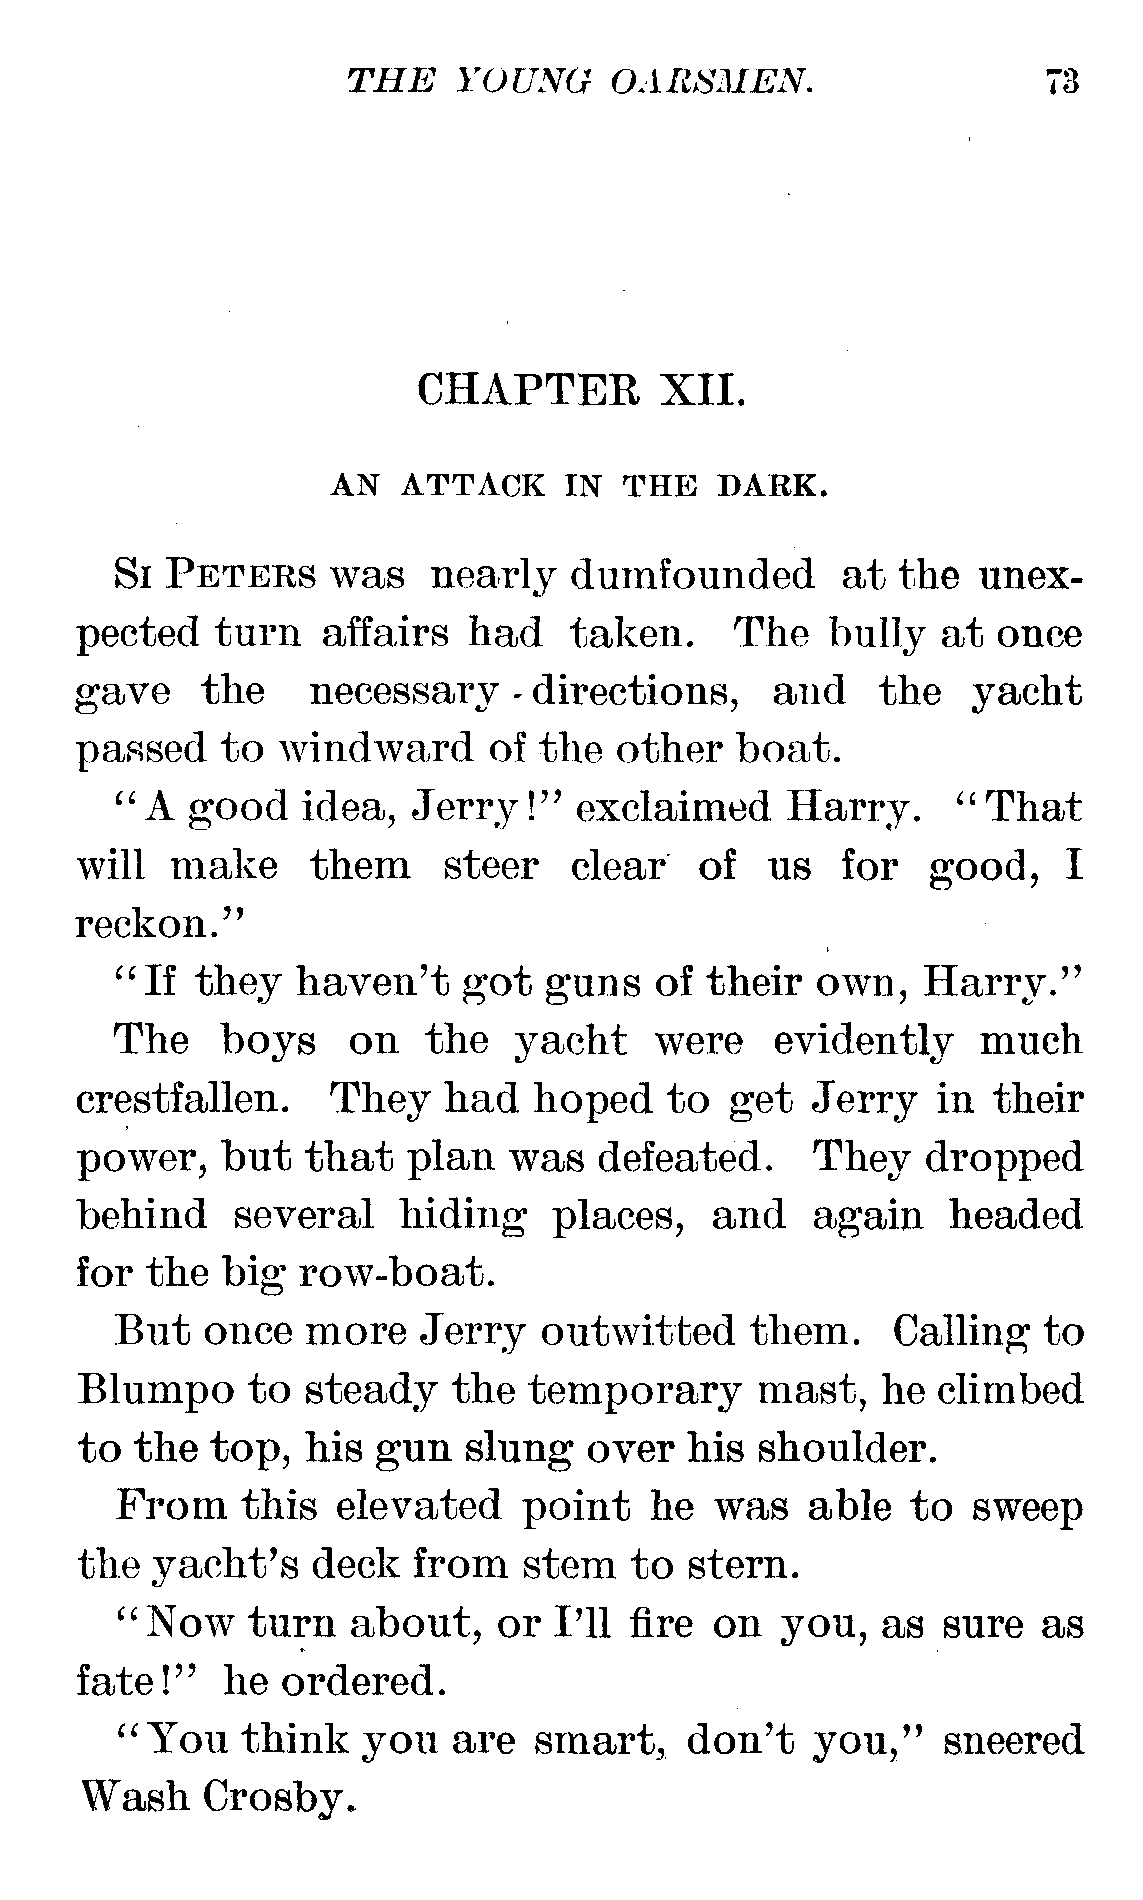 THE YOUNG OARSMEN. 73
CHAPTER XII.
AN ATTACK IN THE DARK.
SI PETERS was nearly dumfounded at the unex-
pected turn affairs had taken. The bully at once
gave the necessary - directions, and the yacht
passed to windward of the other boat.
"A good idea, Jerry!" exclaimed Harry. "That
will make them steer clear of us for good, I
reckon."
"If they haven't got guns of their own, Harry."
The boys on the yacht were evidently much
crestfallen. They had hoped to get Jerry in their
power, but that plan was defeated. They dropped
behind several hiding places, and again headed
for the big row-boat.
But once more Jerry outwitted them. Calling to
Blumpo to steady the temporary mast, he climbed
to the top, his gun slung over his shoulder.
From this elevated point he was able to sweep
the yacht's deck from stem to stern.
"Now turn about, or I'll fire on you, as sure as
fate!" he ordered.
"You think you are smart, don't you," sneered
Wash Crosby.